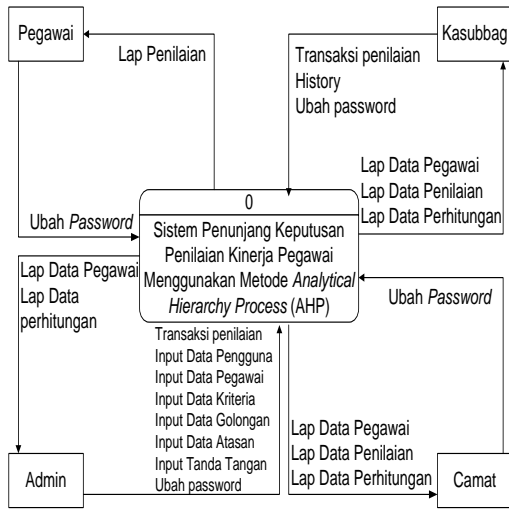 Pegawai
Kasubbag
Lap Penilaian
Transaksi penilaian
History
Ubah password
Lap Data Pegawai
Lap Data Penilaian
Lap Data Perhitungan
0
Sistem Penunjang Keputusan
Penilaian Kinerja Pegawai
Menggunakan Metode Analytical
Hierarchy Process (AHP)
Ubah Password
Lap Data Pegawai
Lap Data
perhitungan
Ubah Password
Transaksi penilaian
Input Data Pengguna
Input Data Pegawai
Input Data Kriteria
Input Data Golongan
Input Data Atasan
Input Tanda Tangan
Ubah password
Lap Data Pegawai
Lap Data Penilaian
Lap Data Perhitungan
Admin
Camat